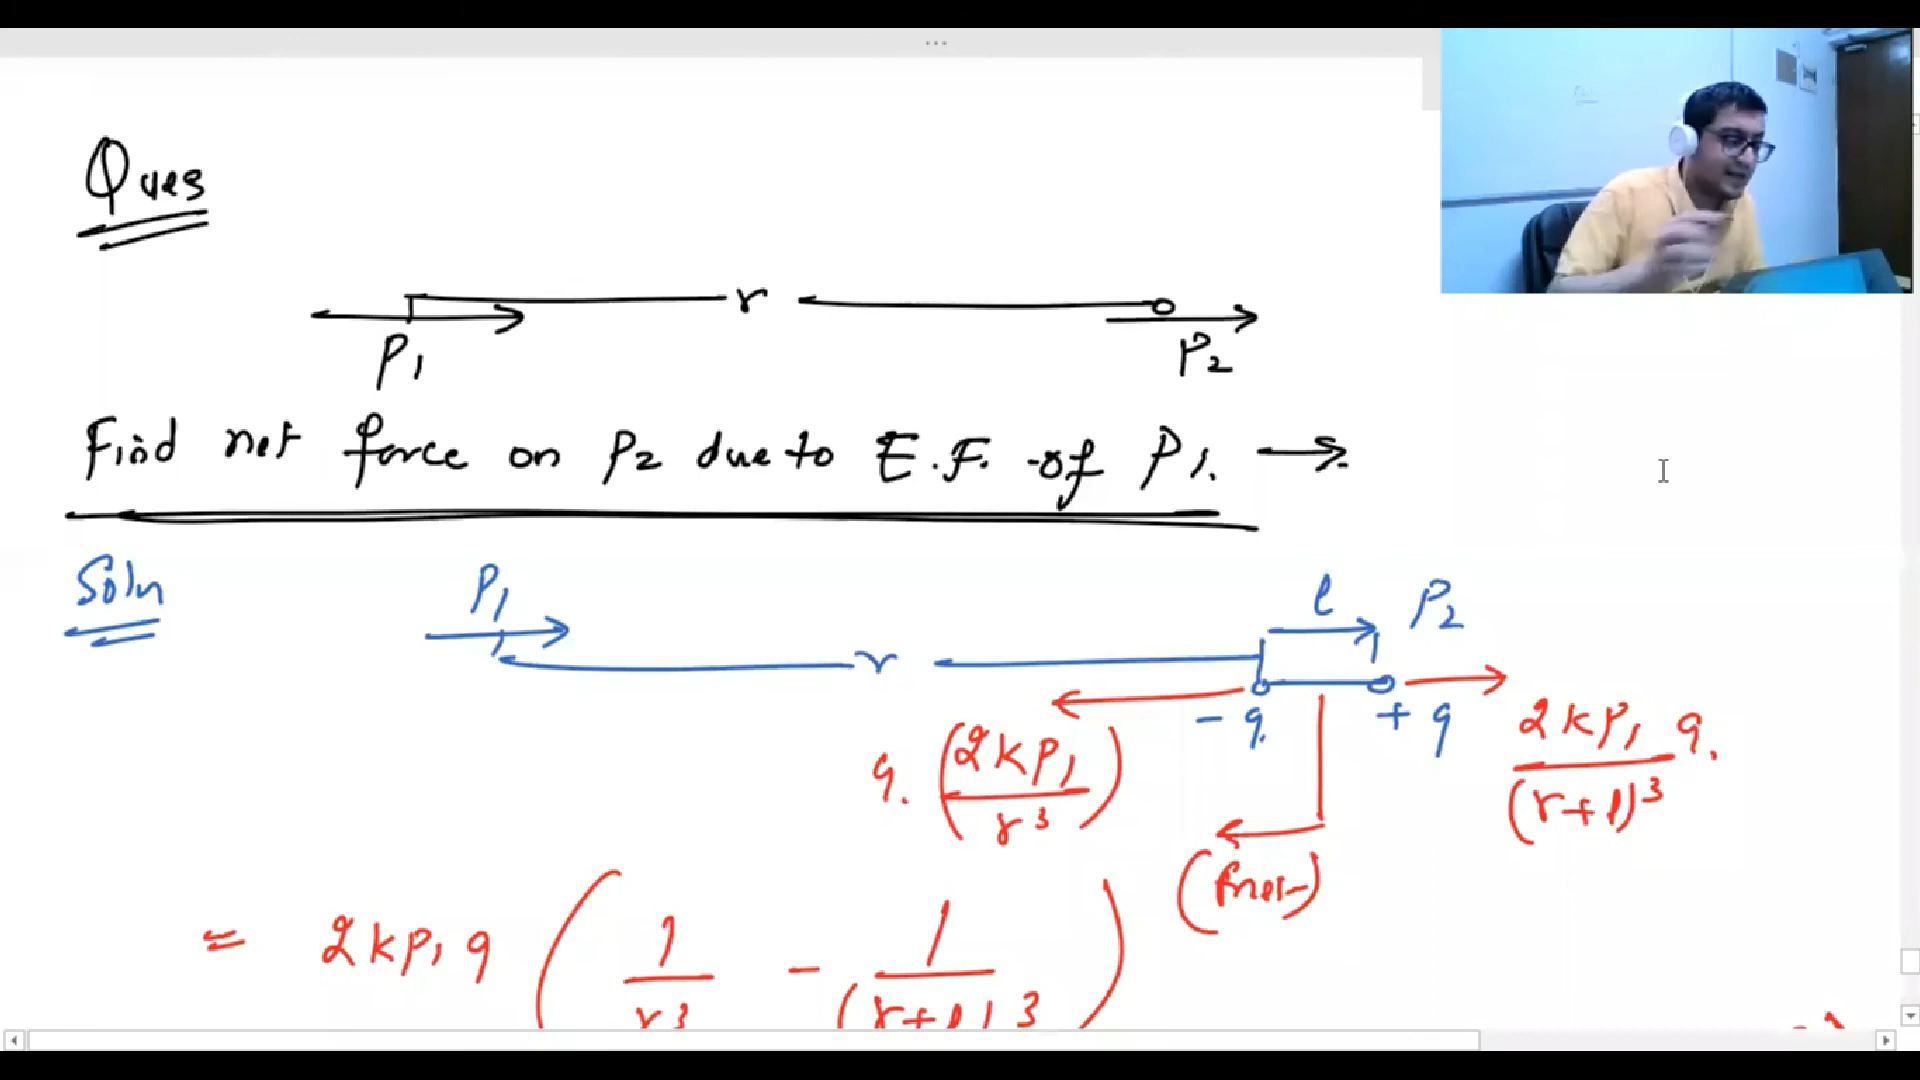 Ques
r
P1 P2
Find net force on P2 due to E.F. of P1. →
Soln P1 l P2
r
- q. + q
q. (2kP1/r3) 2kP1 q. / (r+l)3
(Fnet)
= 2kP1q (1/r3 - 1/(r+l)3)